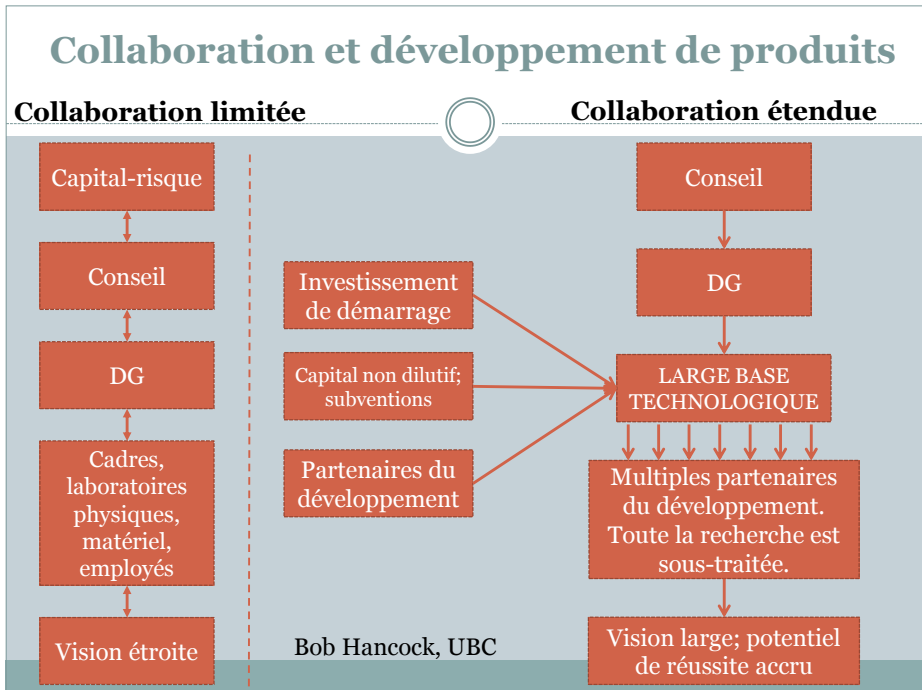 Collaboration et développement de produits
Collaboration limitée
Capital-risque
Conseil
DG
Cadres,
laboratoires
physiques,
matériel,
employés
Vision étroite
Collaboration étendue
Conseil
DG
Investissement
de démarrage
Capital non dilutif;
subventions
Partenaires du
développement
LARGE BASE
TECHNOLOGIQUE
Multiples partenaires
du développement.
Toute la recherche est
sous-traitée.
Vision large; potentiel
de réussite accru
Bob Hancock, UBC